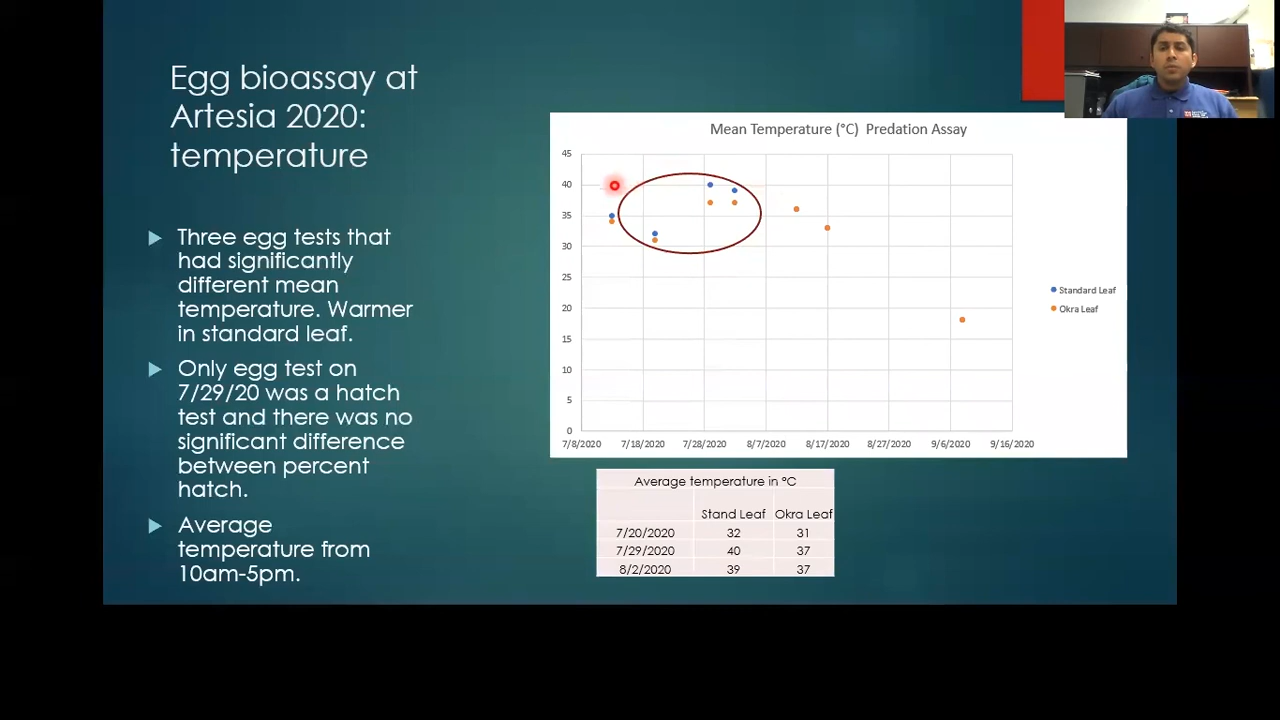 Egg bioassay at
Artesia 2020:
temperature
Three egg tests that
had significantly
different mean
temperature. Warmer
in standard leaf.
Only egg test on
7/29/20 was a hatch
test and there was no
significant difference
between percent
hatch.
Average
temperature from
10am-5pm.
Mean Temperature (°C) Predation Assay
45
40
35
30
25
20
15
10
5
0
7/8/2020 7/18/2020 7/28/2020 8/7/2020 8/17/2020 8/27/2020 9/6/2020 9/16/2020
Standard Leaf
Okra Leaf
Average temperature in °C
Stand Leaf Okra Leaf
7/20/2020 32 31
7/29/2020 40 37
8/2/2020 39 37